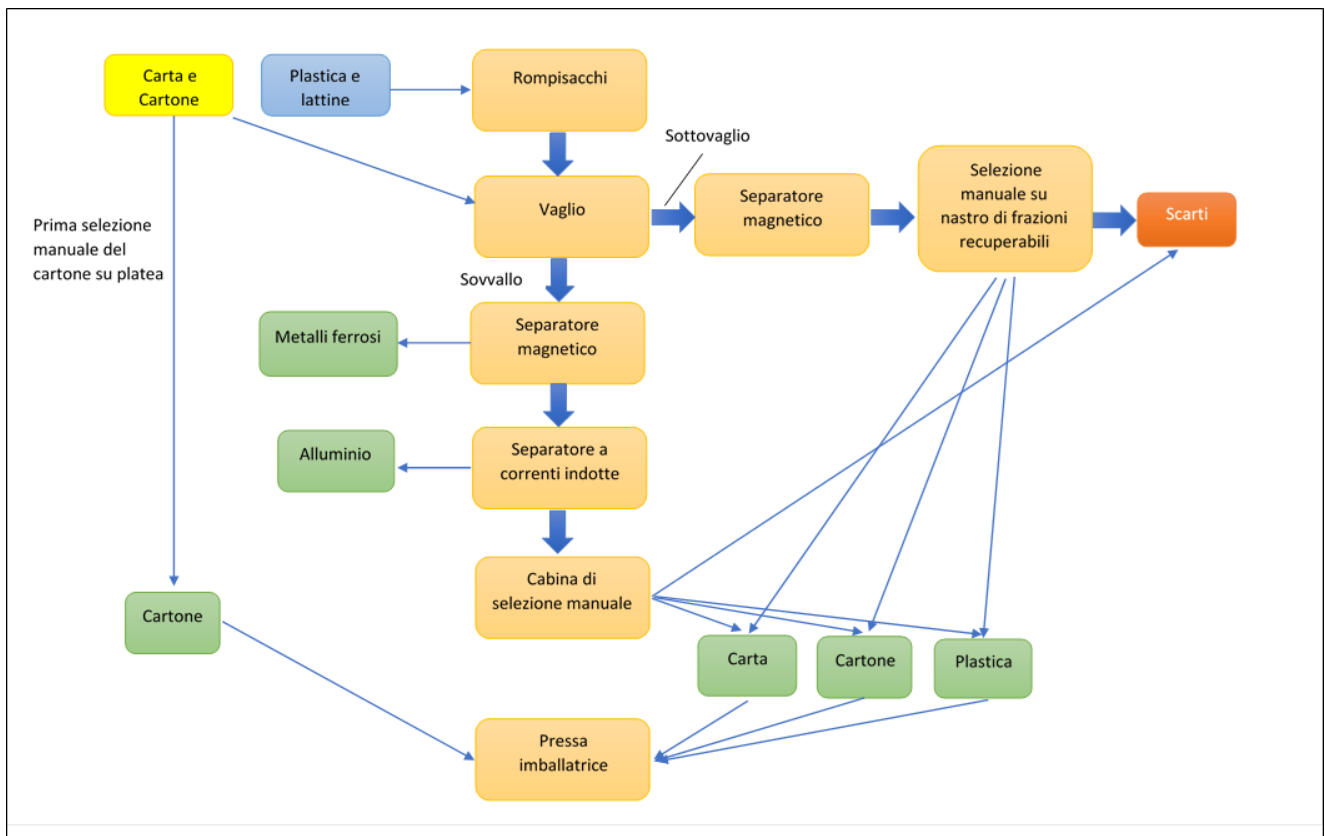 Carta e
Cartone
Plastica e
lattine
Rompisacchi
Sottovaglio
Vaglio
Separatore
magnetico
Selezione
manuale su
nastro di frazioni
recuperabili
Scarti
Prima selezione
manuale del
cartone su platea
Sovvallo
Metalli ferrosi
Separatore
magnetico
Alluminio
Separatore a
correnti indotte
Cabina di
selezione manuale
Cartone
Carta
Cartone
Plastica
Pressa
imballatrice